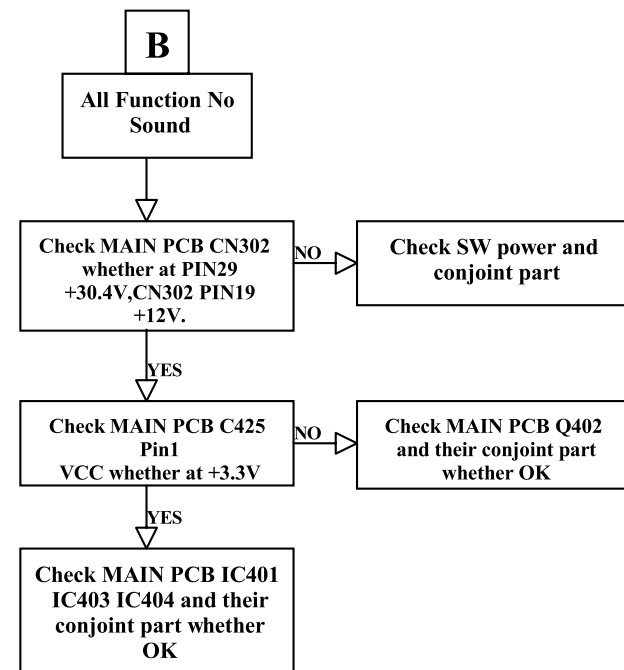 B
All Function No
Sound
Check MAIN PCB CN302
whether at PIN29
+30.4V,CN302 PIN19
+12V.
NO
Check SW power and
conjoint part
YES
Check MAIN PCB C425
Pin1
VCC whether at +3.3V
NO
Check MAIN PCB Q402
and their conjoint part
whether OK
YES
Check MAIN PCB IC401
IC403 IC404 and their
conjoint part whether
OK